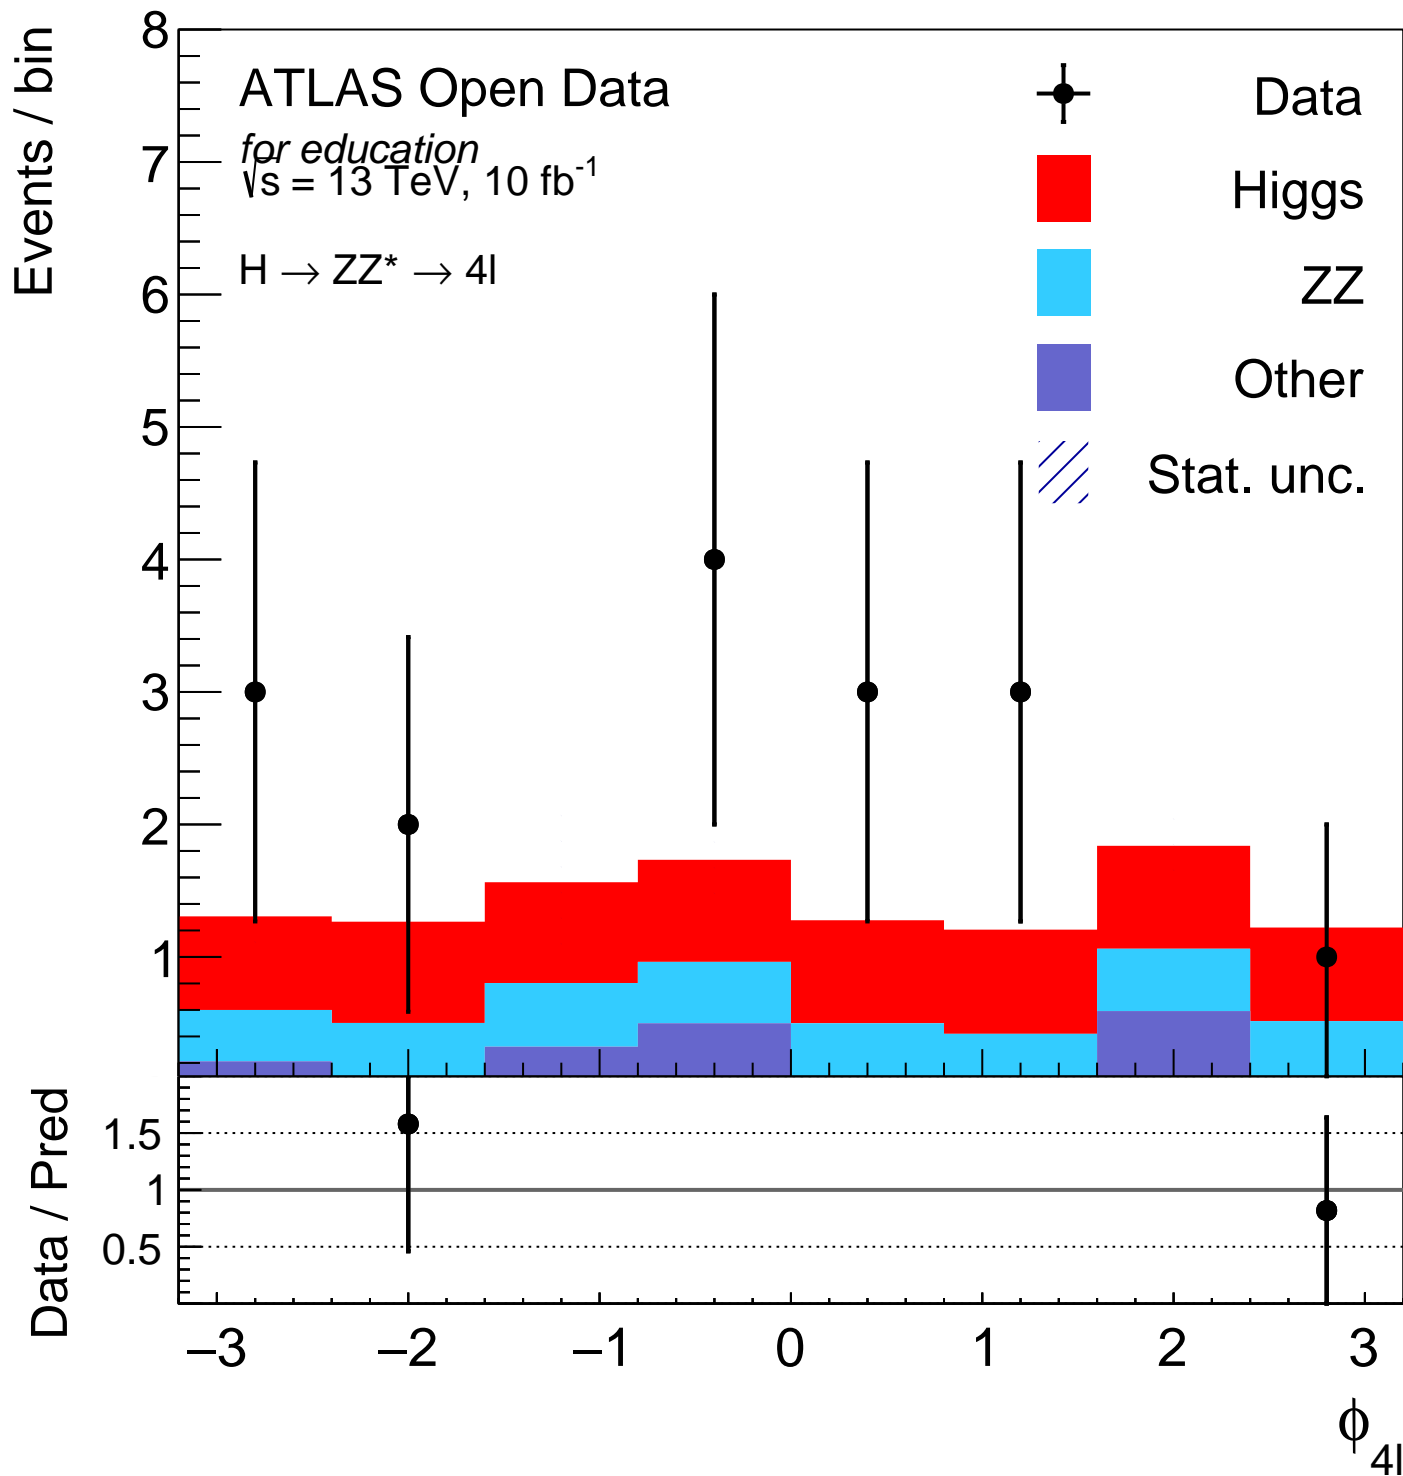 Events / bin
8
7
6
5
4
3
2
1
ATLAS Open Data
for education
√s = 13 TeV, 10 fb⁻¹
H → ZZ* → 4l
Data
Higgs
ZZ
Other
Stat. unc.
Data / Pred
1.5
1
0.5
–3 –2 –1 0 1 2 3
ϕ4l